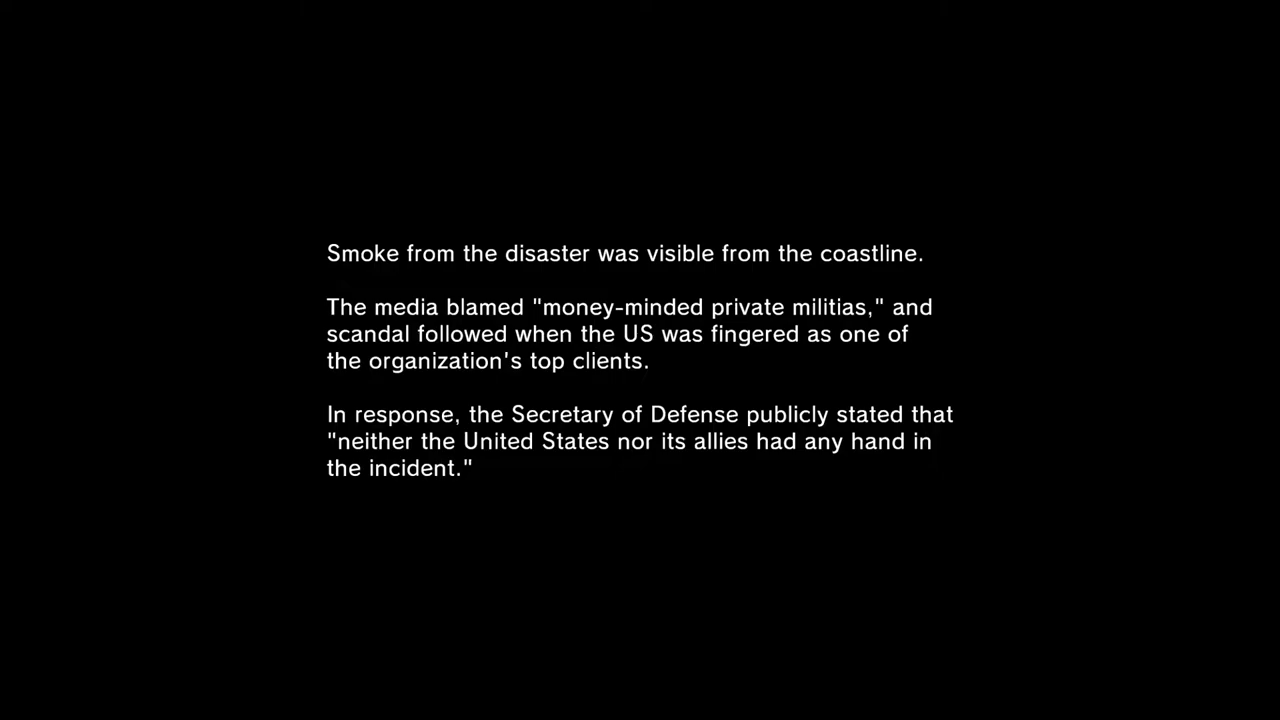 Smoke from the disaster was visible from the coastline.
The media blamed "money-minded private militias," and
scandal followed when the US was fingered as one of
the organization's top clients.
In response, the Secretary of Defense publicly stated that
"neither the United States nor its allies had any hand in
the incident."